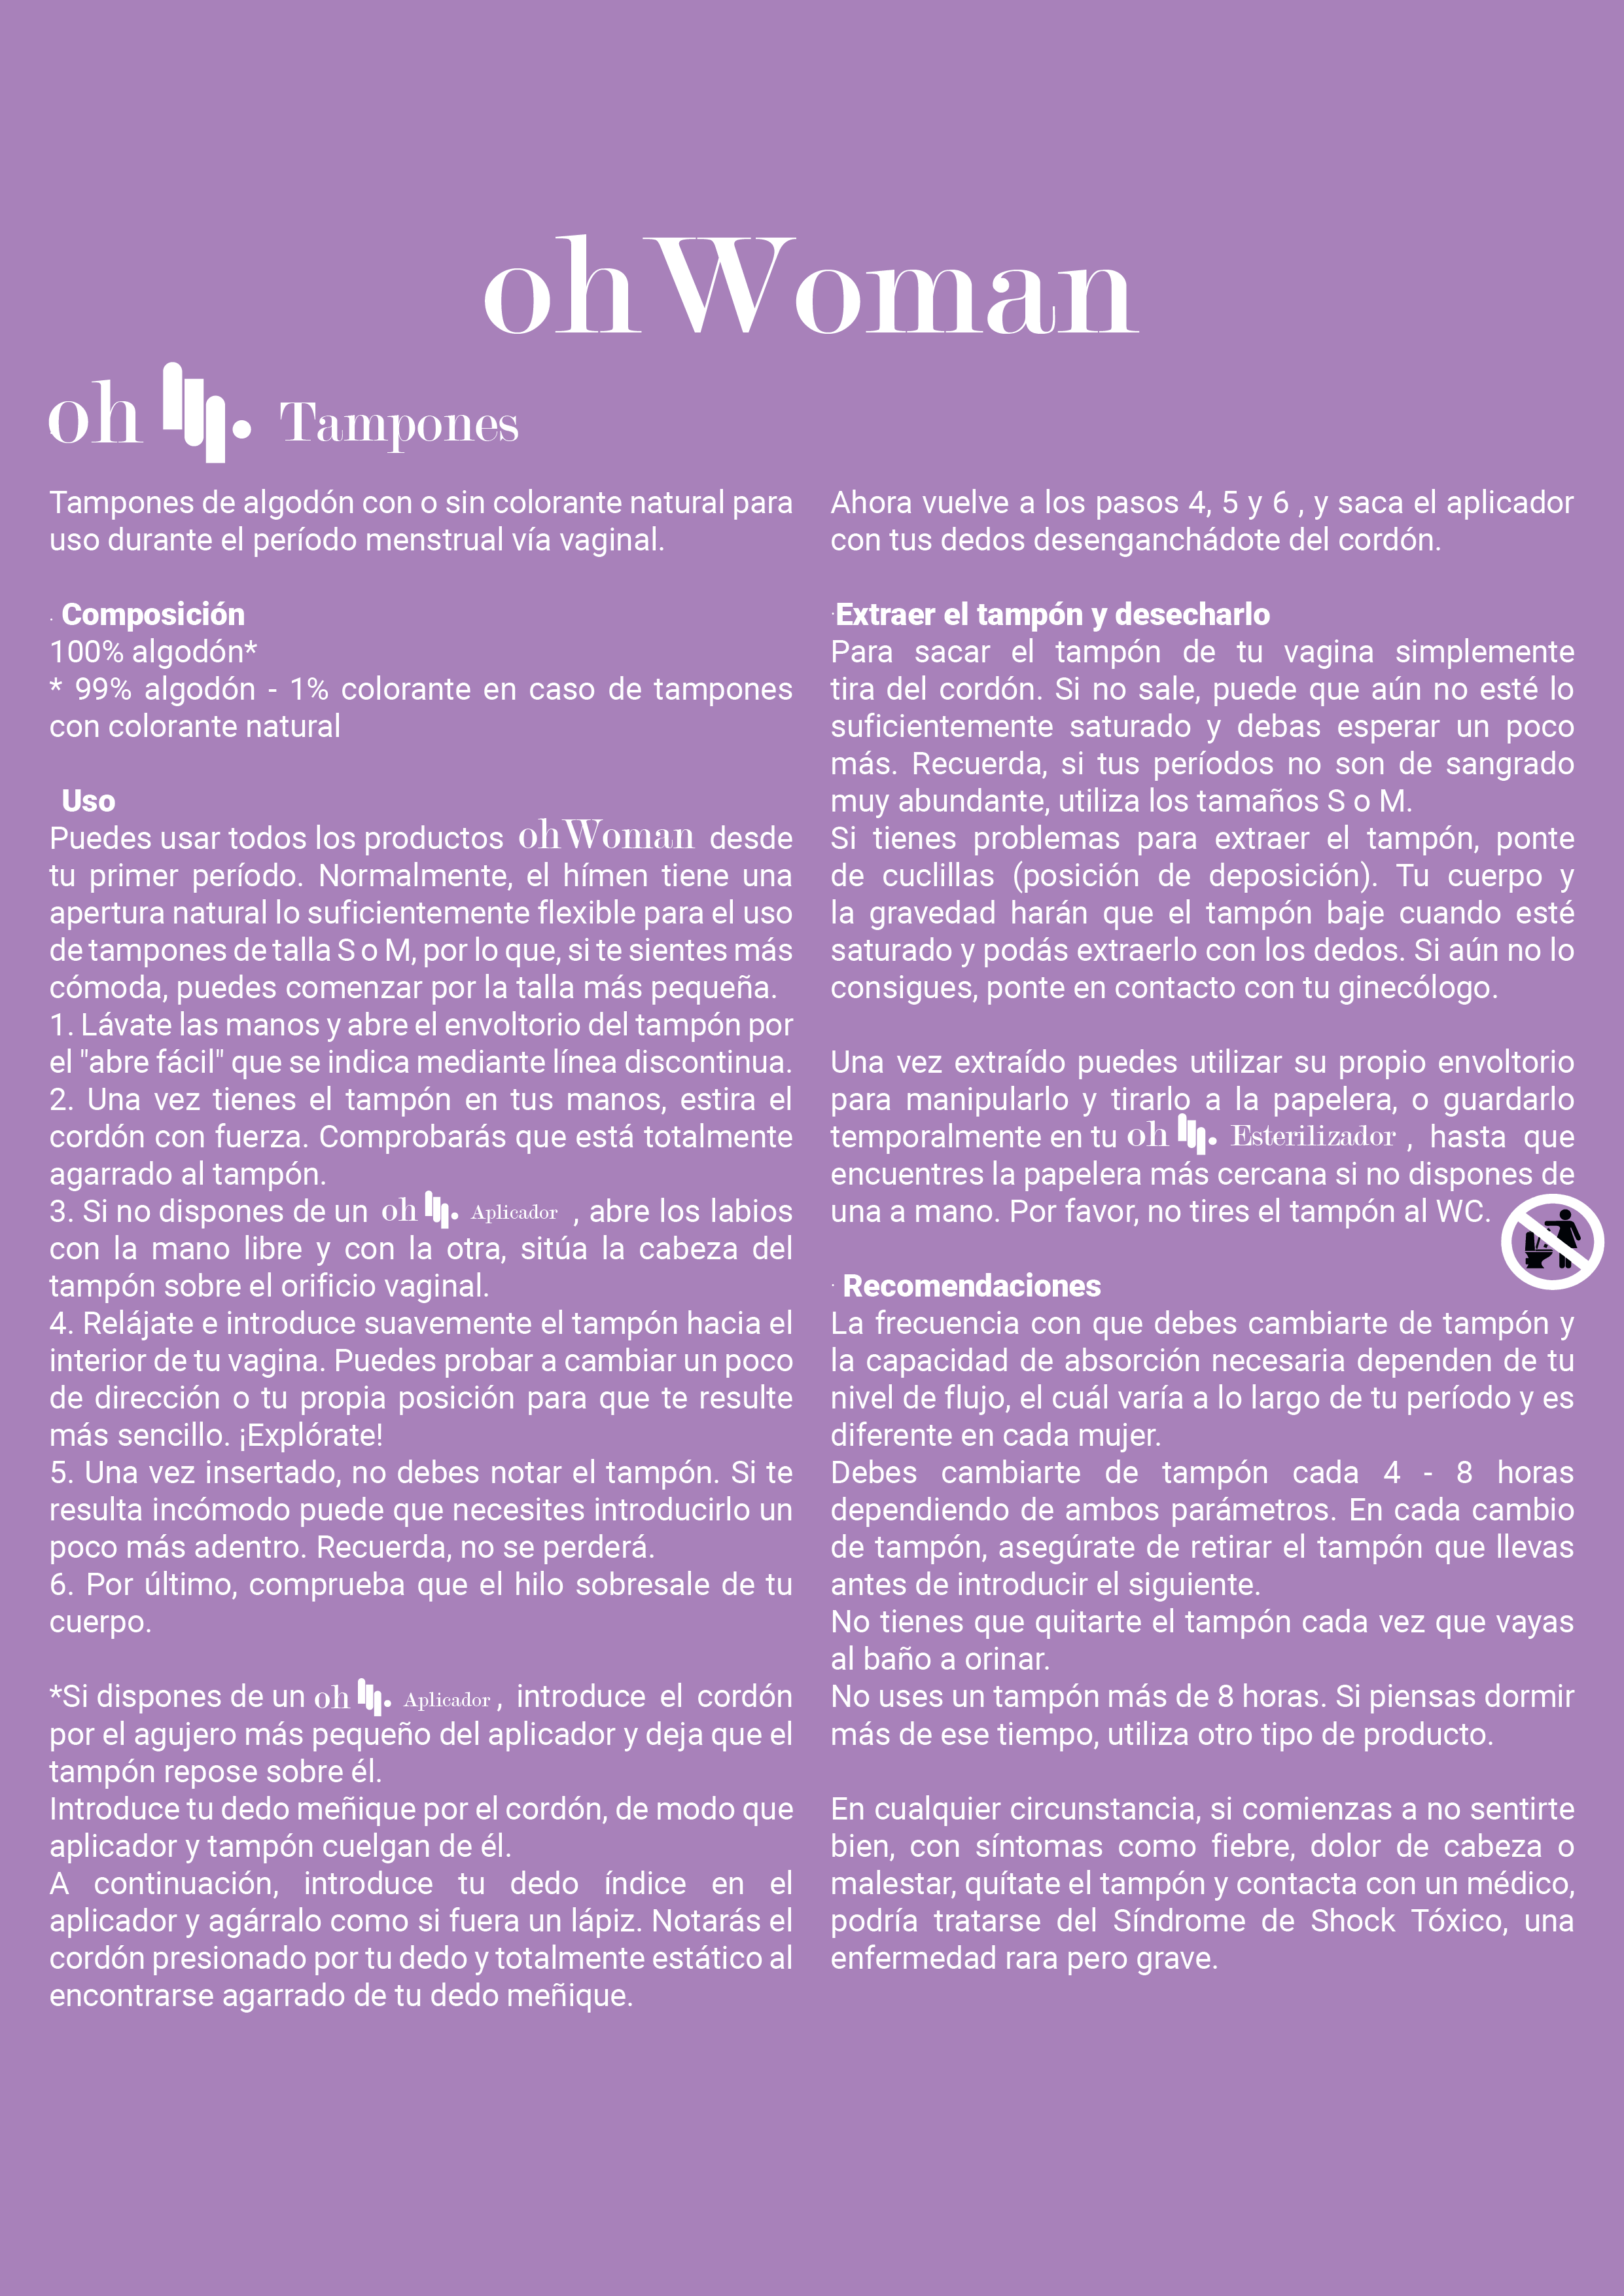 ohWoman
oh Tampones
Tampones de algodón con o sin colorante natural para
uso durante el período menstrual vía vaginal.
· Composición
100% algodón*
* 99% algodón - 1% colorante en caso de tampones
con colorante natural
Uso
Puedes usar todos los productos ohWoman desde
tu primer período. Normalmente, el hímen tiene una
apertura natural lo suficientemente flexible para el uso
de tampones de talla S o M, por lo que, si te sientes más
cómoda, puedes comenzar por la talla más pequeña.
1. Lávate las manos y abre el envoltorio del tampón por
el "abre fácil" que se indica mediante línea discontinua.
2. Una vez tienes el tampón en tus manos, estira el
cordón con fuerza. Comprobarás que está totalmente
agarrado al tampón.
3. Si no dispones de un oh Aplicador , abre los labios
con la mano libre y con la otra, sitúa la cabeza del
tampón sobre el orificio vaginal.
4. Relájate e introduce suavemente el tampón hacia el
interior de tu vagina. Puedes probar a cambiar un poco
de dirección o tu propia posición para que te resulte
más sencillo. ¡Explórate!
5. Una vez insertado, no debes notar el tampón. Si te
resulta incómodo puede que necesites introducirlo un
poco más adentro. Recuerda, no se perderá.
6. Por último, comprueba que el hilo sobresale de tu
cuerpo.
*Si dispones de un oh Aplicador , introduce el cordón
por el agujero más pequeño del aplicador y deja que el
tampón repose sobre él.
Introduce tu dedo meñique por el cordón, de modo que
aplicador y tampón cuelgan de él.
A continuación, introduce tu dedo índice en el
aplicador y agárralo como si fuera un lápiz. Notarás el
cordón presionado por tu dedo y totalmente estático al
encontrarse agarrado de tu dedo meñique.
Ahora vuelve a los pasos 4, 5 y 6 , y saca el aplicador
con tus dedos desenganchádote del cordón.
·Extraer el tampón y desecharlo
Para sacar el tampón de tu vagina simplemente
tira del cordón. Si no sale, puede que aún no esté lo
suficientemente saturado y debas esperar un poco
más. Recuerda, si tus períodos no son de sangrado
muy abundante, utiliza los tamaños S o M.
Si tienes problemas para extraer el tampón, ponte
de cuclillas (posición de deposición). Tu cuerpo y
la gravedad harán que el tampón baje cuando esté
saturado y podás extraerlo con los dedos. Si aún no lo
consigues, ponte en contacto con tu ginecólogo.
Una vez extraído puedes utilizar su propio envoltorio
para manipularlo y tirarlo a la papelera, o guardarlo
temporalmente en tu oh Esterilizador , hasta que
encuentres la papelera más cercana si no dispones de
una a mano. Por favor, no tires el tampón al WC.
· Recomendaciones
La frecuencia con que debes cambiarte de tampón y
la capacidad de absorción necesaria dependen de tu
nivel de flujo, el cuál varía a lo largo de tu período y es
diferente en cada mujer.
Debes cambiarte de tampón cada 4 - 8 horas
dependiendo de ambos parámetros. En cada cambio
de tampón, asegúrate de retirar el tampón que llevas
antes de introducir el siguiente.
No tienes que quitarte el tampón cada vez que vayas
al baño a orinar.
No uses un tampón más de 8 horas. Si piensas dormir
más de ese tiempo, utiliza otro tipo de producto.
En cualquier circunstancia, si comienzas a no sentirte
bien, con síntomas como fiebre, dolor de cabeza o
malestar, quítate el tampón y contacta con un médico,
podría tratarse del Síndrome de Shock Tóxico, una
enfermedad rara pero grave.